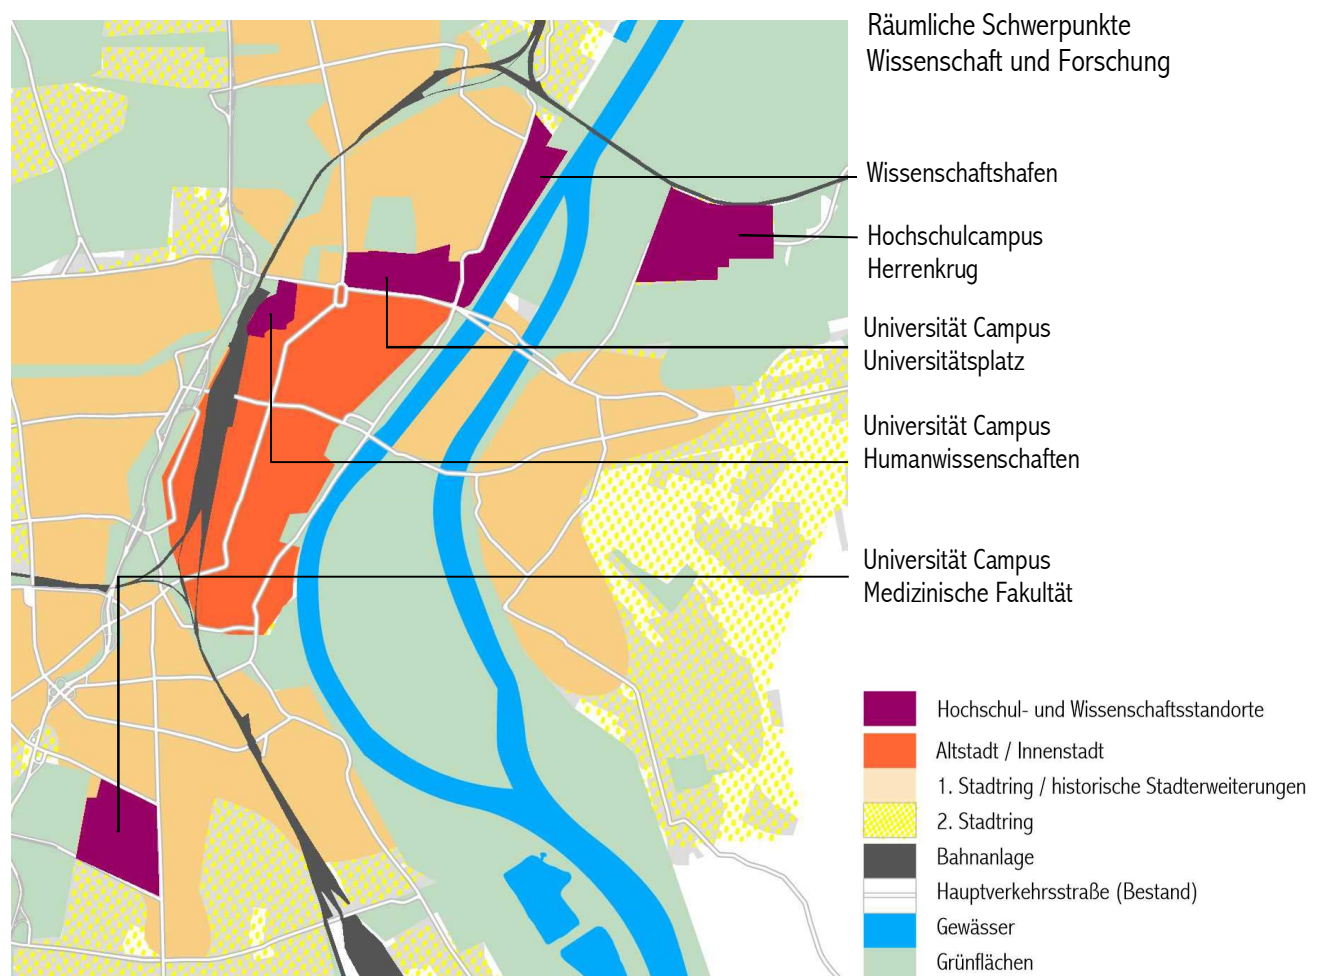 Räumliche Schwerpunkte
Wissenschaft und Forschung
Wissenschaftshafen
Hochschulcampus
Herrenkrug
Universität Campus
Universitätsplatz
Universität Campus
Humanwissenschaften
Universität Campus
Medizinische Fakultät
Hochschul- und Wissenschaftsstandorte
Altstadt / Innenstadt
1. Stadtring / historische Stadterweiterungen
2. Stadtring
Bahnanlage
Hauptverkehrsstraße (Bestand)
Gewässer
Grünflächen